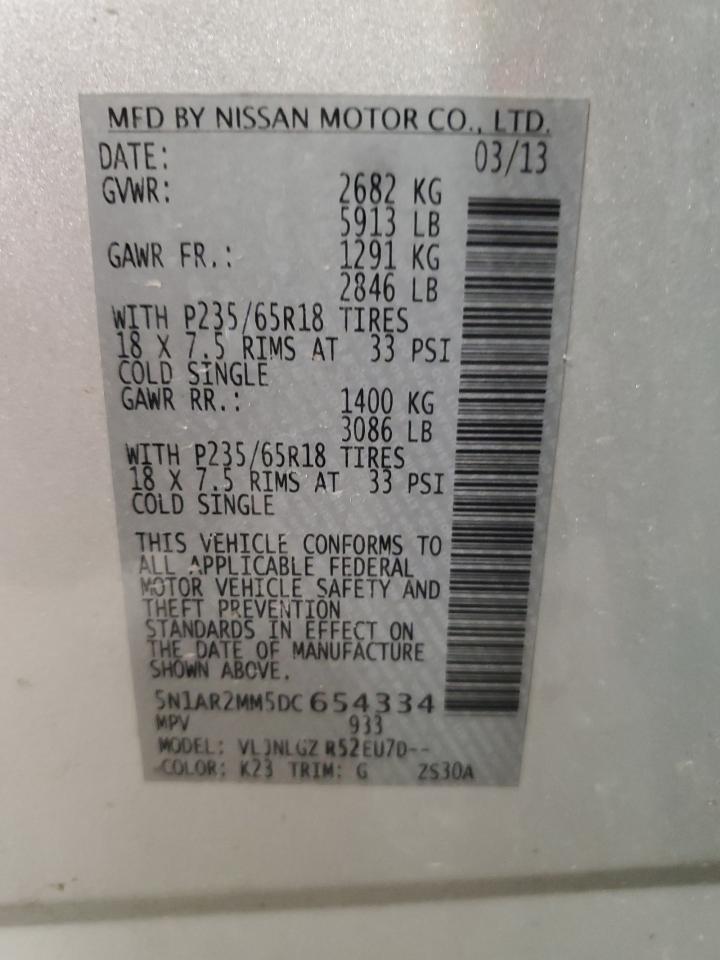 MFD BY NISSAN MOTOR CO., LTD.
DATE: 03/13
GVWR: 2682 KG
5913 LB
GAWR FR.: 1291 KG
2846 LB
WITH P235/65R18 TIRES
18 X 7.5 RIMS AT 33 PSI
COLD SINGLE
GAWR RR.: 1400 KG
3086 LB
WITH P235/65R18 TIRES
18 X 7.5 RIMS AT 33 PSI
COLD SINGLE
THIS VEHICLE CONFORMS TO
ALL APPLICABLE FEDERAL
MOTOR VEHICLE SAFETY AND
THEFT PREVENTION
STANDARDS IN EFFECT ON
THE DATE OF MANUFACTURE
SHOWN ABOVE.
5N1AR2MM5DC654334
MPV 933
MODEL: R52EU7D--
COLOR: K23 TRIM: G ZS30A